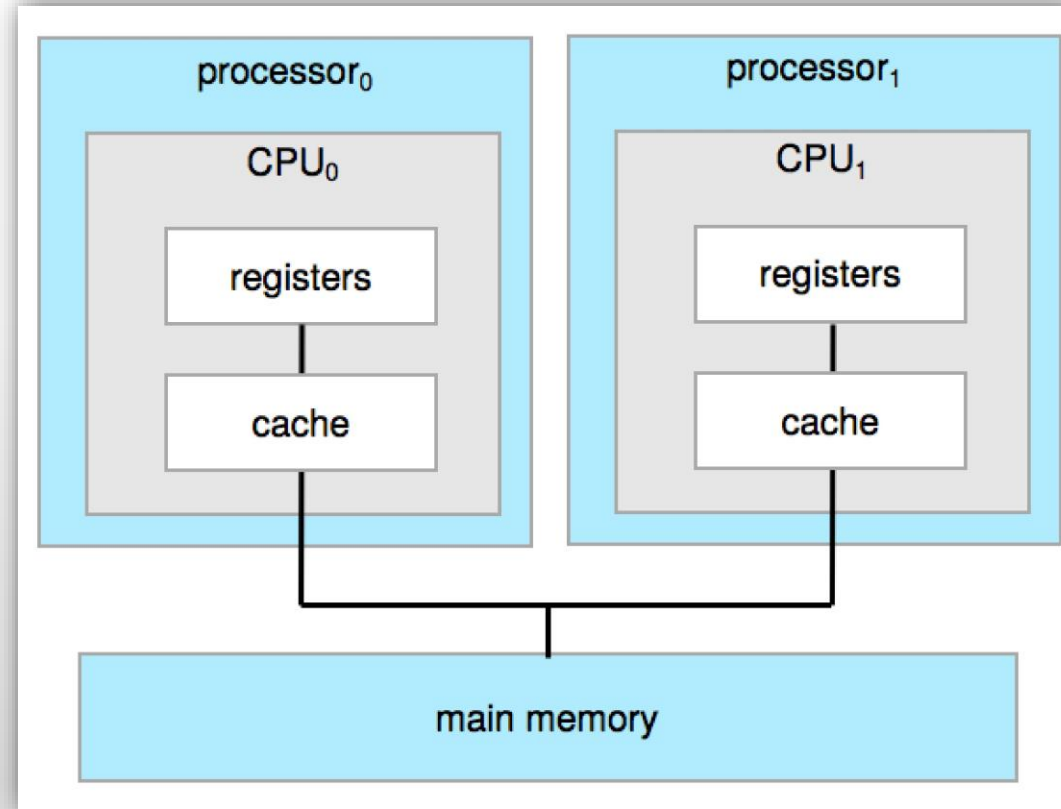 processor₀
CPU₀
registers
cache
processor₁
CPU₁
registers
cache
main memory